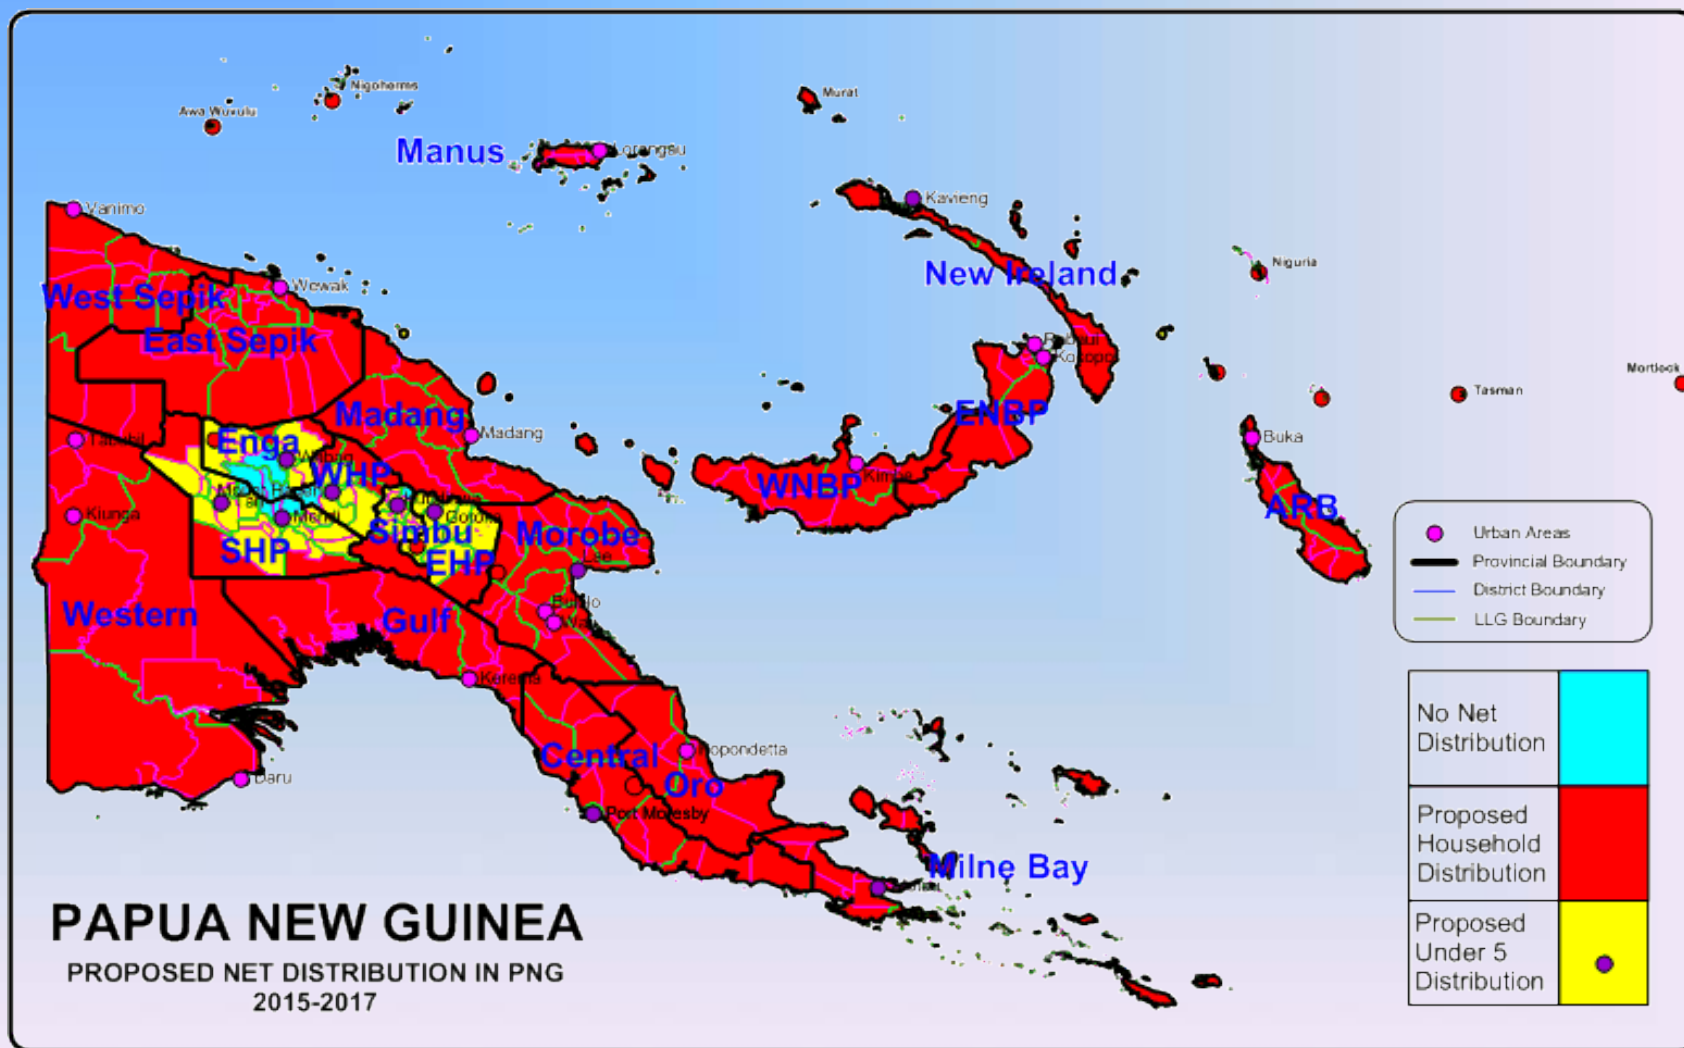 Nigoherms
Awa Wuvulu
Murat
Manus
Lorengau
Kavieng
Vanimo
New Ireland
Niguria
Wewak
West Sepik
East Sepik
Kokopo
Mortlock
Tasman
Madang
ENBP
Madang
Buka
Tabubil
Enga
Wabag
WHP
WNBP
Kimbe
ARB
Kiunga
Mendi
Goroka
Simbu
Morobe
SHP
EHP
Lae
Urban Areas
Provincial Boundary
District Boundary
LLG Boundary
Western
Gulf
Bulolo
Kerema
No Net
Distribution
Central
Popondetta
Oro
Daru
Port Moresby
Proposed
Household
Distribution
Milne Bay
PAPUA NEW GUINEA
PROPOSED NET DISTRIBUTION IN PNG
2015-2017
Proposed
Under 5
Distribution